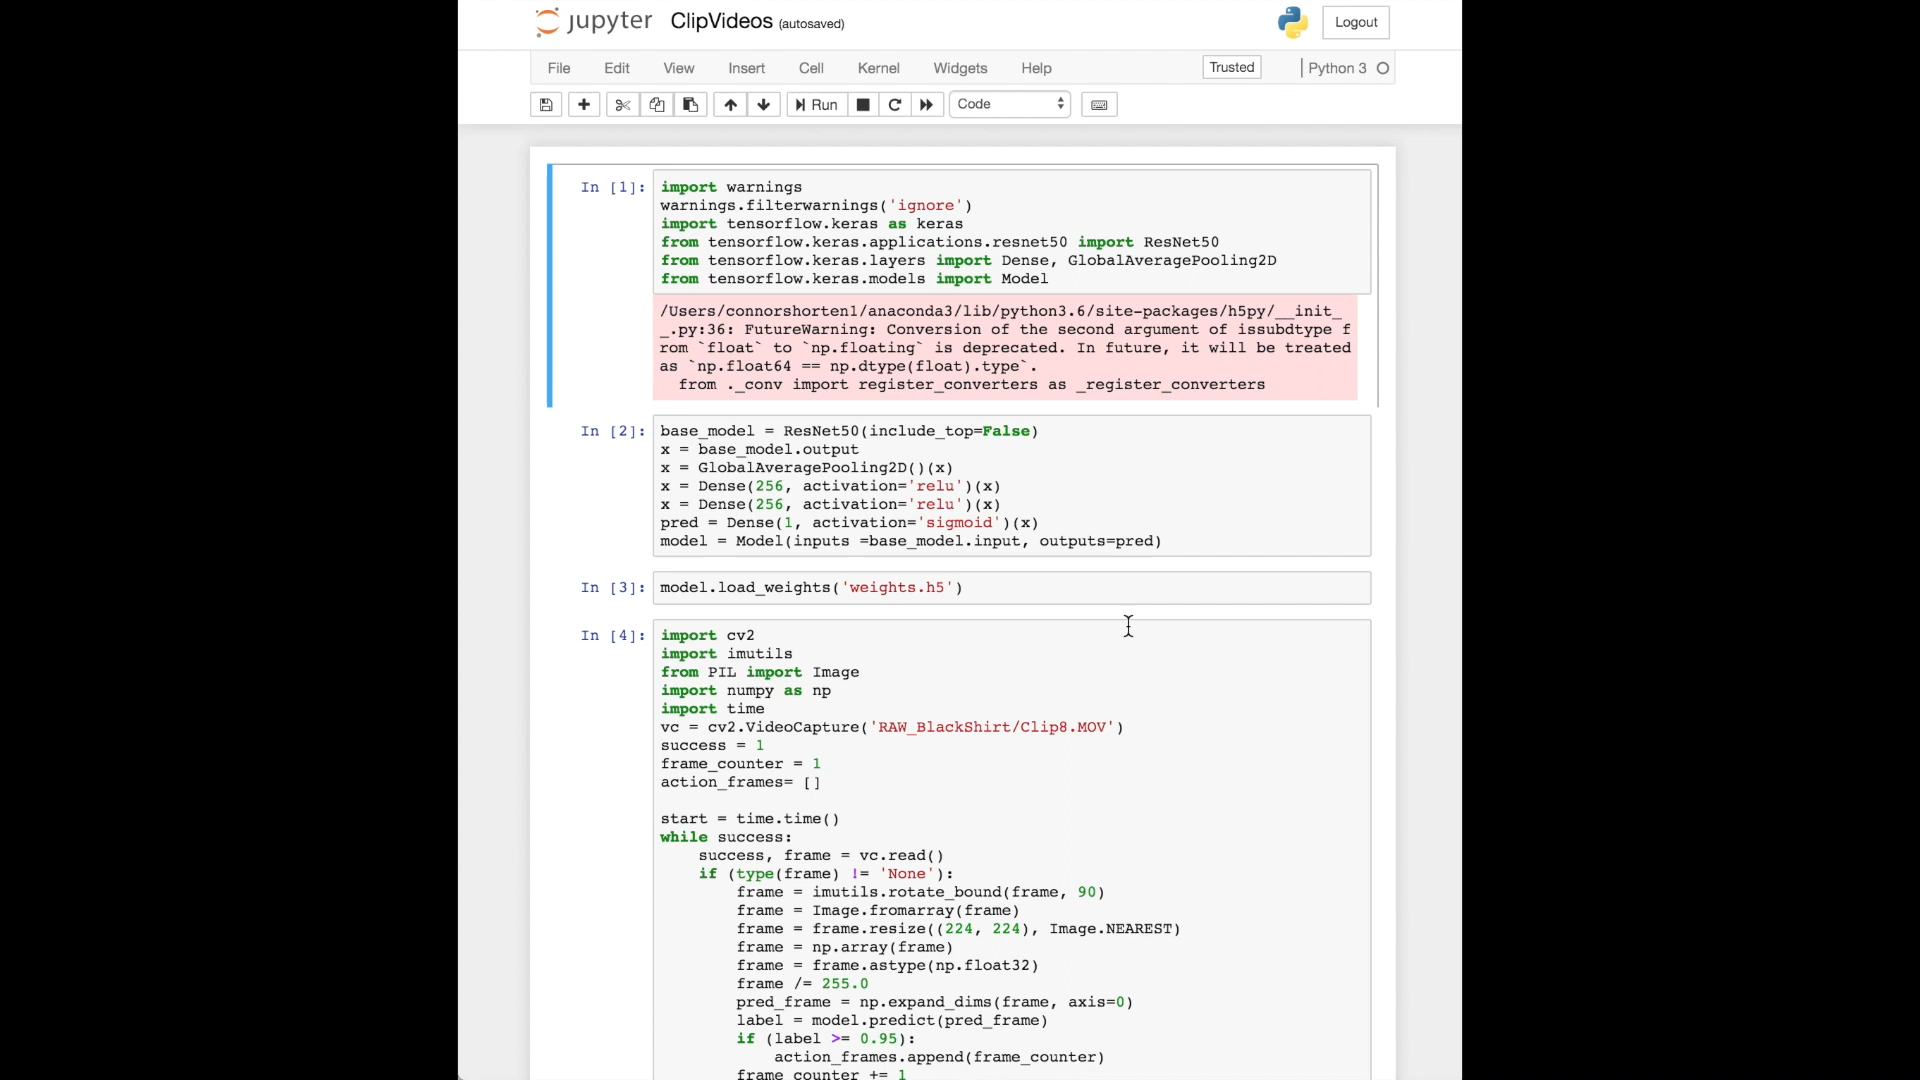 jupyter ClipVideos (autosaved) Logout
File Edit View Insert Cell Kernel Widgets Help Trusted Python 3
Run Code
In [1]: import warnings
warnings.filterwarnings('ignore')
import tensorflow.keras as keras
from tensorflow.keras.applications.resnet50 import ResNet50
from tensorflow.keras.layers import Dense, GlobalAveragePooling2D
from tensorflow.keras.models import Model
/Users/connorshorten1/anaconda3/lib/python3.6/site-packages/h5py/__init_
_.py:36: FutureWarning: Conversion of the second argument of issubdtype f
rom `float` to `np.floating` is deprecated. In future, it will be treated
as `np.float64 == np.dtype(float).type`.
  from ._conv import register_converters as _register_converters
In [2]: base_model = ResNet50(include_top=False)
x = base_model.output
x = GlobalAveragePooling2D()(x)
x = Dense(256, activation='relu')(x)
x = Dense(256, activation='relu')(x)
pred = Dense(1, activation='sigmoid')(x)
model = Model(inputs =base_model.input, outputs=pred)
In [3]: model.load_weights('weights.h5')
In [4]: import cv2
import imutils
from PIL import Image
import numpy as np
import time
vc = cv2.VideoCapture('RAW_BlackShirt/Clip8.MOV')
success = 1
frame_counter = 1
action_frames= []
start = time.time()
while success:
    success, frame = vc.read()
    if (type(frame) != 'None'):
        frame = imutils.rotate_bound(frame, 90)
        frame = Image.fromarray(frame)
        frame = frame.resize((224, 224), Image.NEAREST)
        frame = np.array(frame)
        frame = frame.astype(np.float32)
        frame /= 255.0
        pred_frame = np.expand_dims(frame, axis=0)
        label = model.predict(pred_frame)
        if (label >= 0.95):
            action_frames.append(frame_counter)
        frame_counter += 1